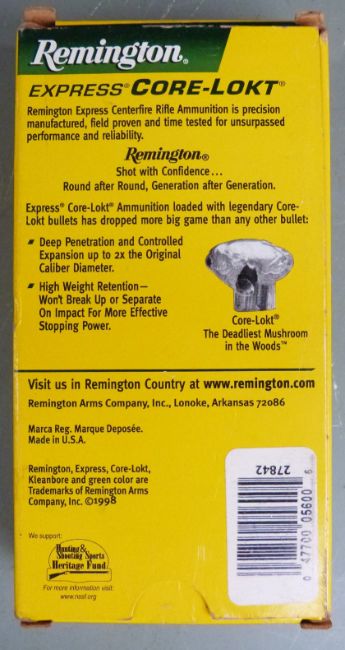 Remington®
EXPRESS® CORE-LOKT®
Remington Express Centerfire Rifle Ammunition is precision
manufactured, field proven and time tested for unsurpassed
performance and reliability.
Remington®
Shot with Confidence...
Round after Round, Generation after Generation.
Express® Core-Lokt® Ammunition loaded with legendary Core-
Lokt bullets has dropped more big game than any other bullet:
Deep Penetration and Controlled
Expansion up to 2x the Original
Caliber Diameter.
High Weight Retention—
Won't Break Up or Separate
On Impact For More Effective
Stopping Power.
Core-Lokt®
The Deadliest Mushroom
in the Woods™
Visit us in Remington Country at www.remington.com
Remington Arms Company, Inc., Lonoke, Arkansas 72086
Marca Reg. Marque Deposée.
Made in U.S.A.
Remington, Express, Core-Lokt,
Kleanbore and green color are
Trademarks of Remington Arms
Company, Inc. ©1998
27842
0 47700 05600 6
We support:
Hunting &
Shooting Sports
Heritage Fund
For more information visit:
www.nssf.org